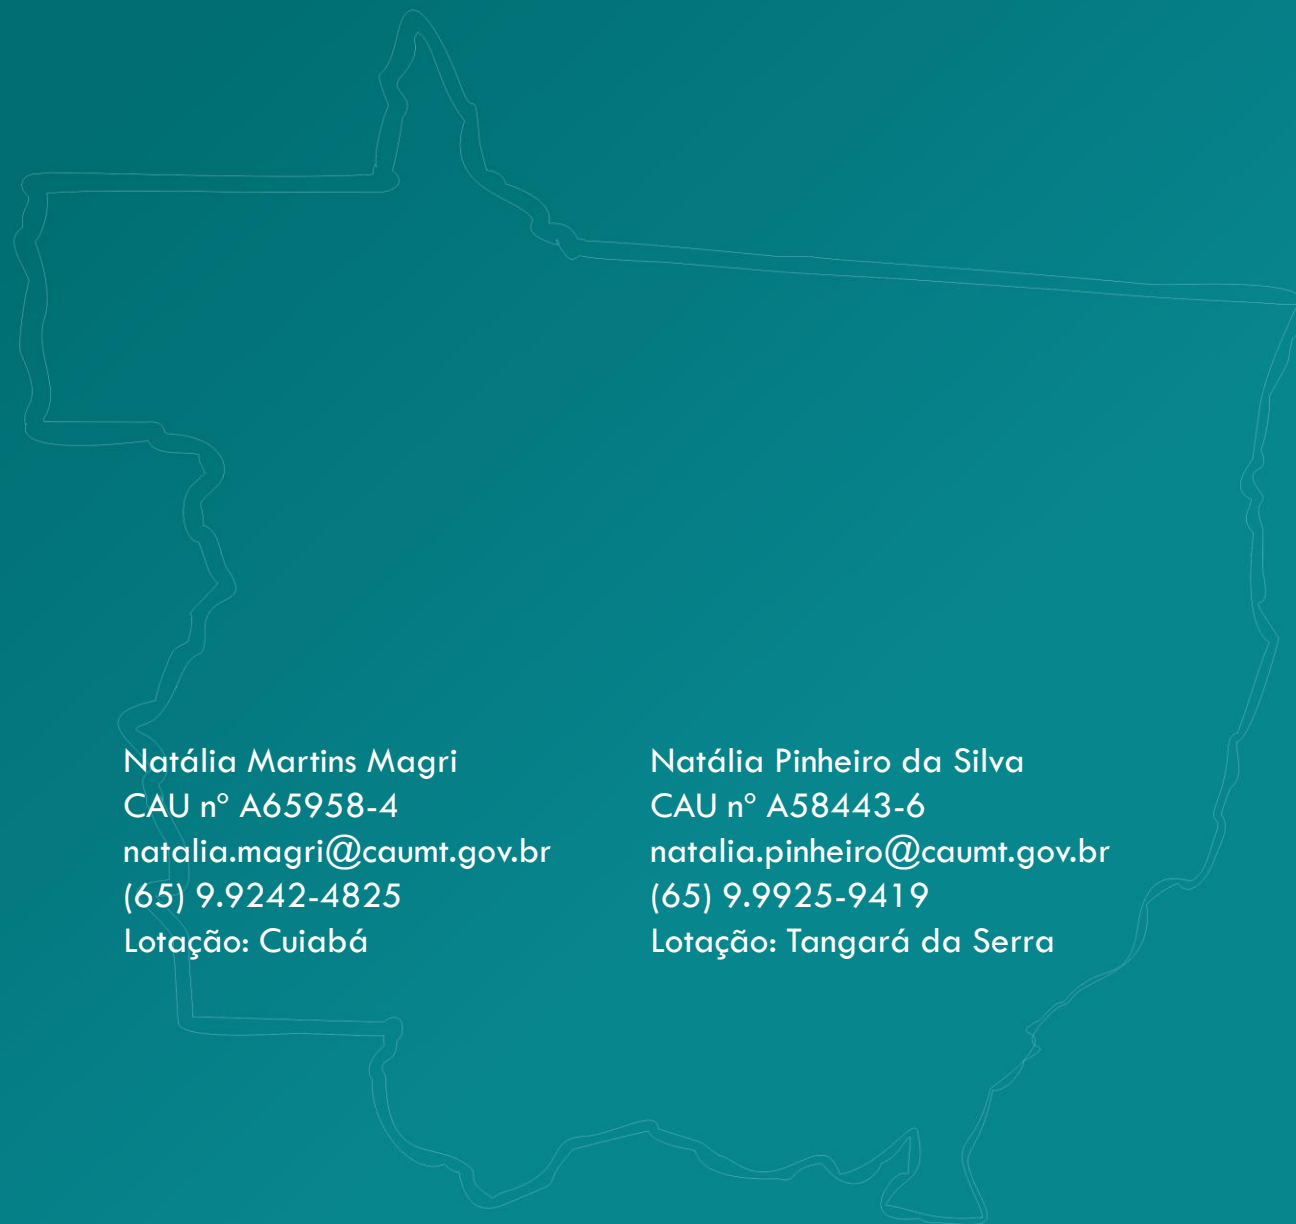 Natália Martins Magri
CAU nº A65958-4
natalia.magri@caumt.gov.br
(65) 9.9242-4825
Lotação: Cuiabá
Natália Pinheiro da Silva
CAU nº A58443-6
natalia.pinheiro@caumt.gov.br
(65) 9.9925-9419
Lotação: Tangará da Serra